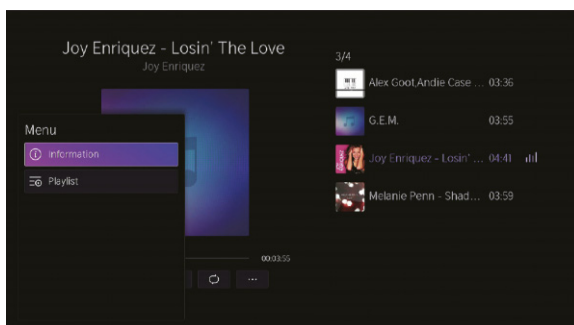 Joy Enriquez - Losin' The Love
Joy Enriquez
Menu
Information
Playlist
00:03:55
3/4
Alex Goot,Andie Case ... 03:36
G.E.M. 03:55
Joy Enriquez - Losin' ... 04:41
Melanie Penn - Shad... 03:59